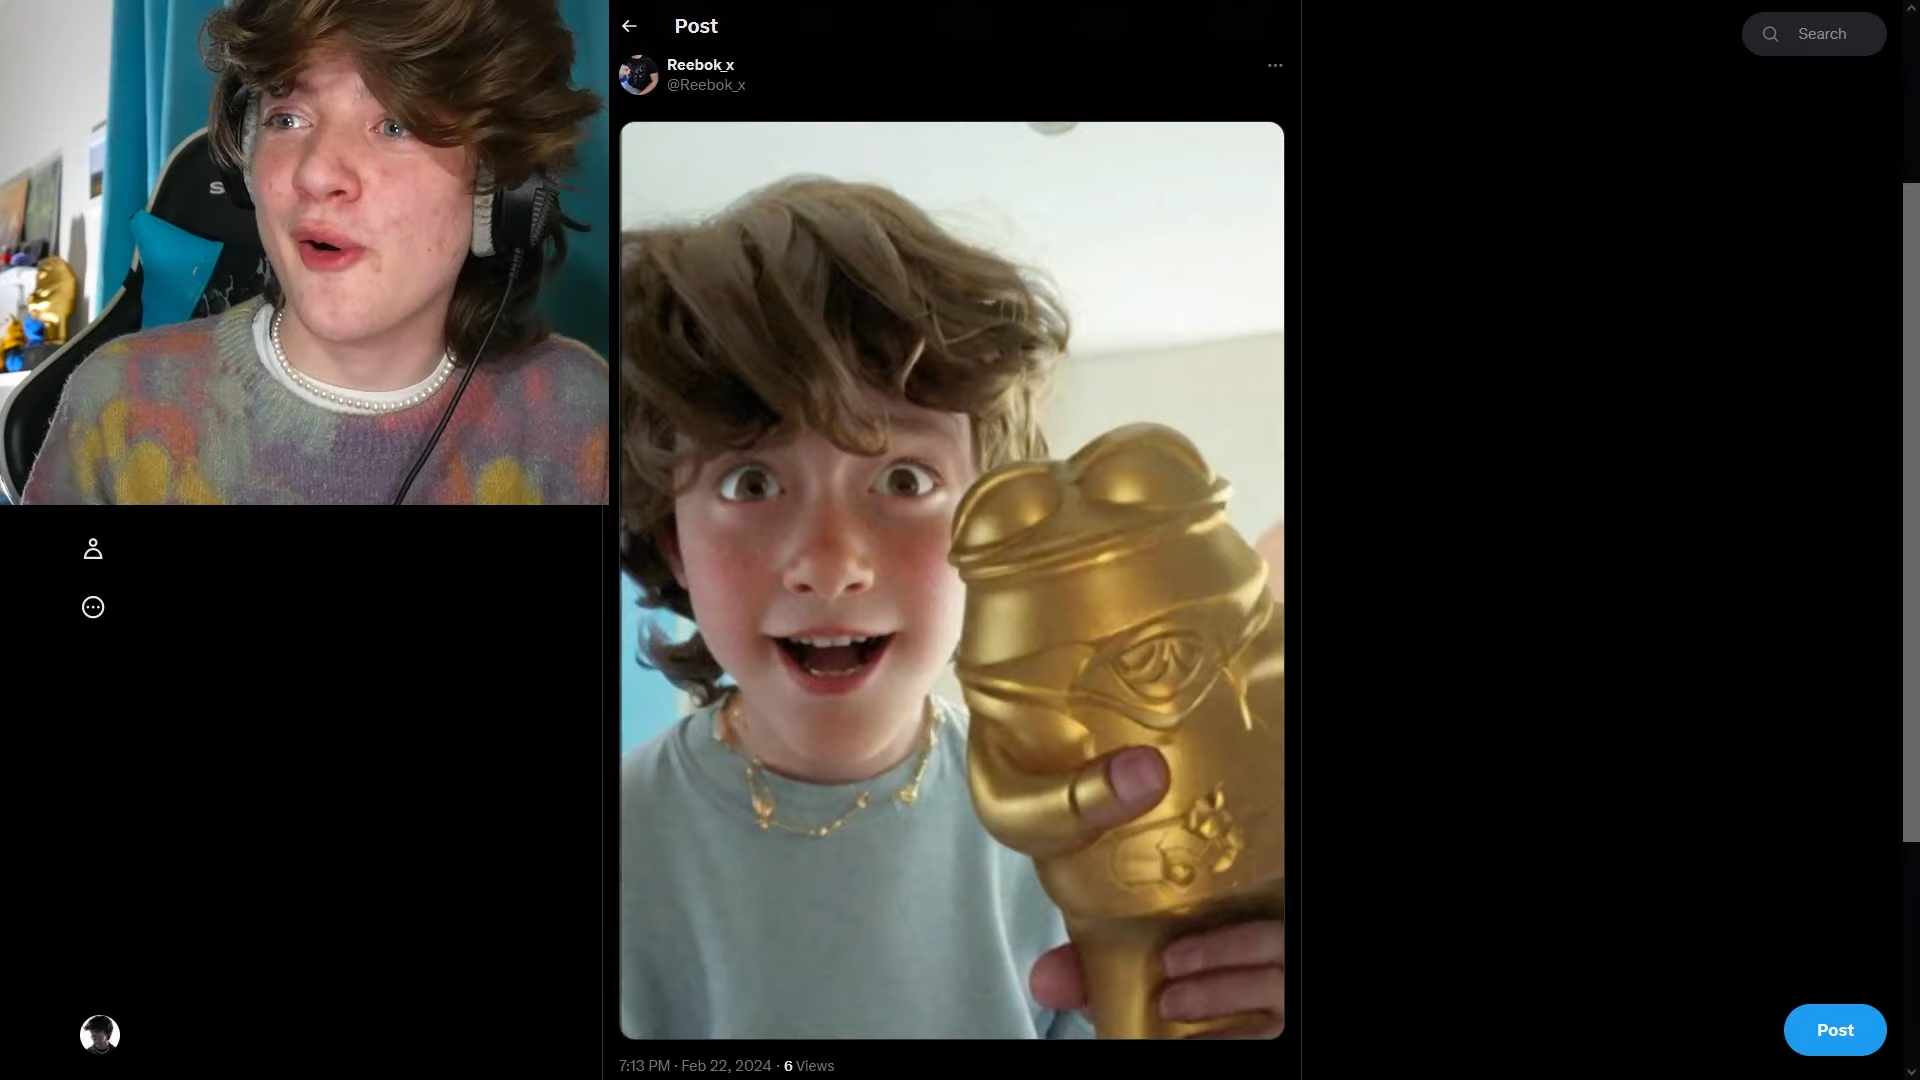 Post
Reebok_x
@Reebok_x
Search
S
7:13 PM · Feb 22, 2024 · 6 Views
Post